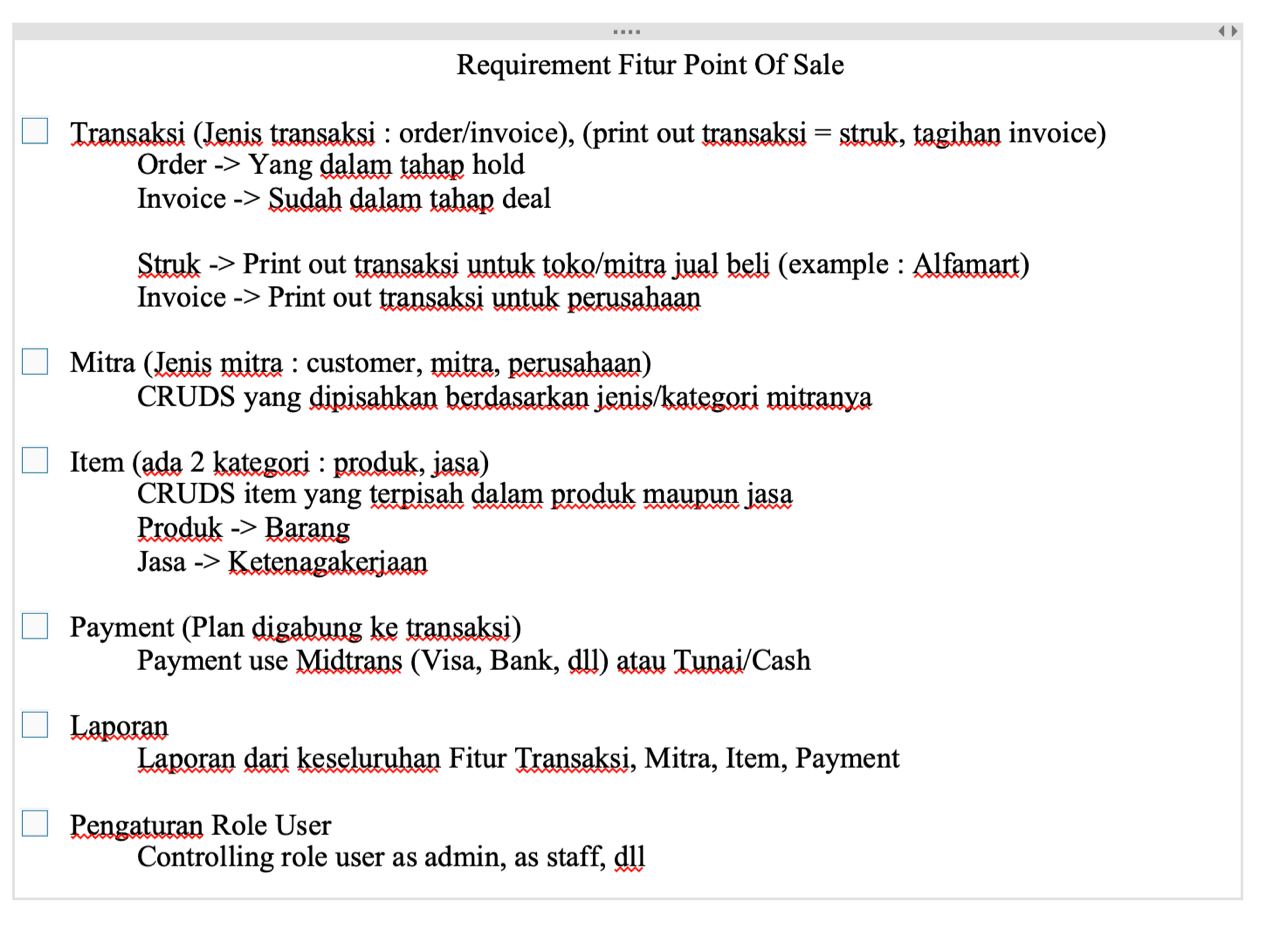 Requirement Fitur Point Of Sale
Transaksi (Jenis transaksi : order/invoice), (print out transaksi = struk, tagihan invoice)
Order -> Yang dalam tahap hold
Invoice -> Sudah dalam tahap deal
Struk -> Print out transaksi untuk toko/mitra jual beli (example : Alfamart)
Invoice -> Print out transaksi untuk perusahaan
Mitra (Jenis mitra : customer, mitra, perusahaan)
CRUDS yang dipisahkan berdasarkan jenis/kategori mitranya
Item (ada 2 kategori : produk, jasa)
CRUDS item yang terpisah dalam produk maupun jasa
Produk -> Barang
Jasa -> Ketenagakerjaan
Payment (Plan digabung ke transaksi)
Payment use Midtrans (Visa, Bank, dll) atau Tunai/Cash
Laporan
Laporan dari keseluruhan Fitur Transaksi, Mitra, Item, Payment
Pengaturan Role User
Controlling role user as admin, as staff, dll